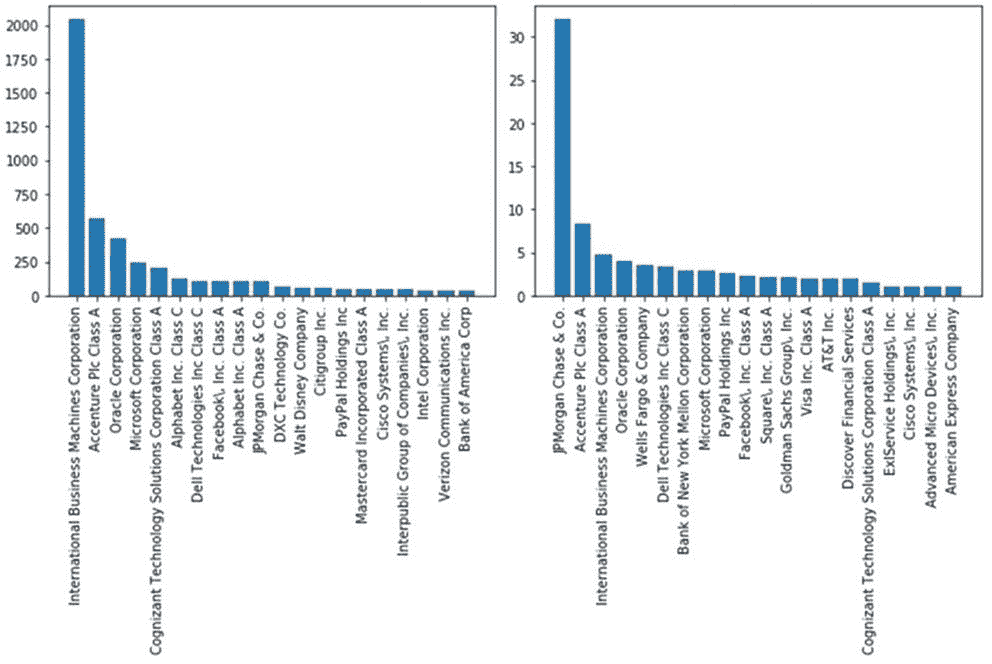 2000
1750
1500
1250
1000
750
500
250
0
International Business Machines Corporation
Accenture Plc Class A
Oracle Corporation
Microsoft Corporation
Cognizant Technology Solutions Corporation Class A
Alphabet Inc. Class C
Dell Technologies Inc Class C
Facebook\, Inc. Class A
Alphabet Inc. Class A
JPMorgan Chase & Co.
DXC Technology Co.
Walt Disney Company
Citigroup Inc.
PayPal Holdings Inc
Mastercard Incorporated Class A
Cisco Systems\, Inc.
Interpublic Group of Companies\, Inc.
Intel Corporation
Verizon Communications Inc.
Bank of America Corp
30
25
20
15
10
5
0
JPMorgan Chase & Co.
Accenture Plc Class A
International Business Machines Corporation
Oracle Corporation
Wells Fargo & Company
Dell Technologies Inc Class C
Bank of New York Mellon Corporation
Microsoft Corporation
PayPal Holdings Inc
Facebook\, Inc. Class A
Square\, Inc. Class A
Goldman Sachs Group\, Inc.
Visa Inc. Class A
AT&T Inc.
Discover Financial Services
Cognizant Technology Solutions Corporation Class A
ExlService Holdings\, Inc.
Cisco Systems\, Inc.
Advanced Micro Devices\, Inc.
American Express Company